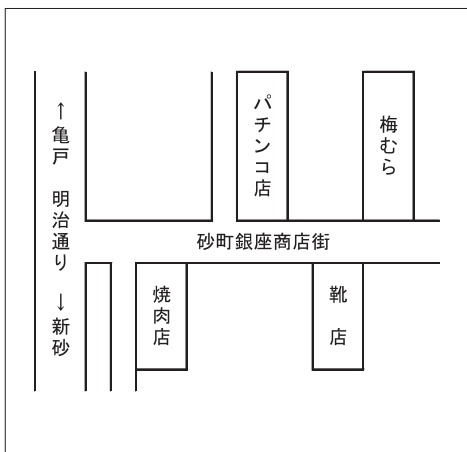 ↑亀戸 明治通り ↓新砂
パチンコ店
梅むら
砂町銀座商店街
焼肉店
靴店